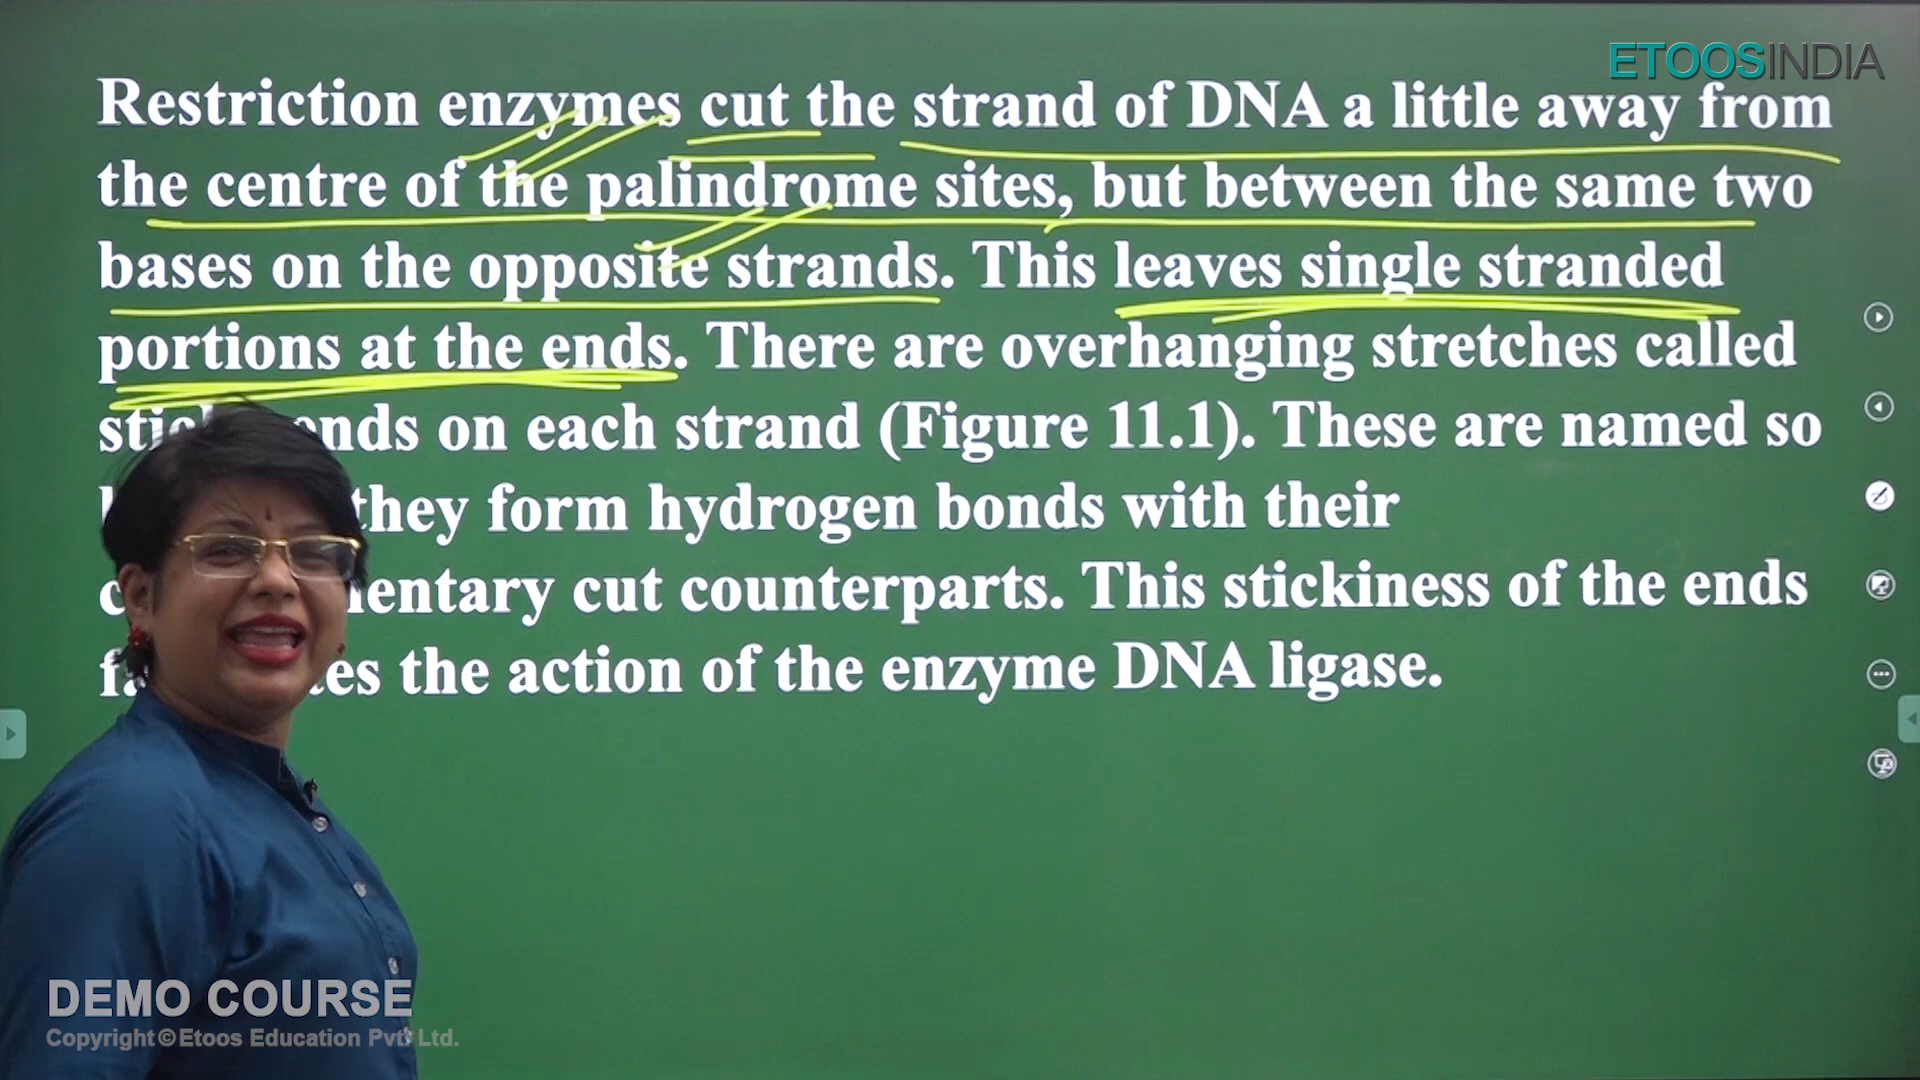 ETOOSINDIA
Restriction enzymes cut the strand of DNA a little away from
the centre of the palindrome sites, but between the same two
bases on the opposite strands. This leaves single stranded
portions at the ends. There are overhanging stretches called
ends on each strand (Figure 11.1). These are named so
they form hydrogen bonds with their
cut counterparts. This stickiness of the ends
the action of the enzyme DNA ligase.
DEMO COURSE
Copyright © Etoos Education Pvt. Ltd.